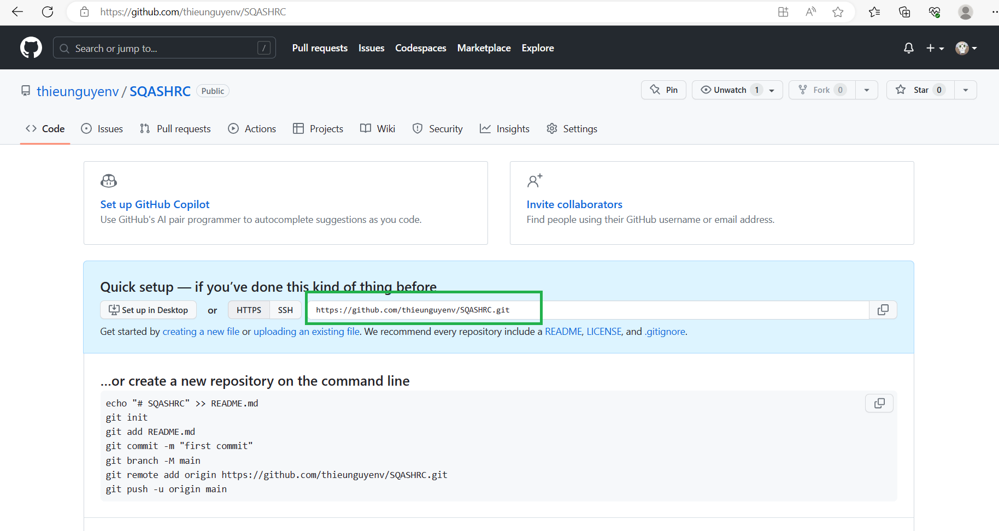 https://github.com/thieunguyenv/SQASHRC
Search or jump to... / Pull requests Issues Codespaces Marketplace Explore
thieunguyenv / SQASHRC Public Pin Unwatch 1 Fork 0 Star 0
Code Issues Pull requests Actions Projects Wiki Security Insights Settings
Set up GitHub Copilot
Use GitHub's AI pair programmer to autocomplete suggestions as you code.
Invite collaborators
Find people using their GitHub username or email address.
Quick setup — if you’ve done this kind of thing before
Set up in Desktop or HTTPS SSH https://github.com/thieunguyenv/SQASHRC.git
Get started by creating a new file or uploading an existing file. We recommend every repository include a README, LICENSE, and .gitignore.
…or create a new repository on the command line
echo "# SQASHRC" >> README.md
git init
git add README.md
git commit -m "first commit"
git branch -M main
git remote add origin https://github.com/thieunguyenv/SQASHRC.git
git push -u origin main